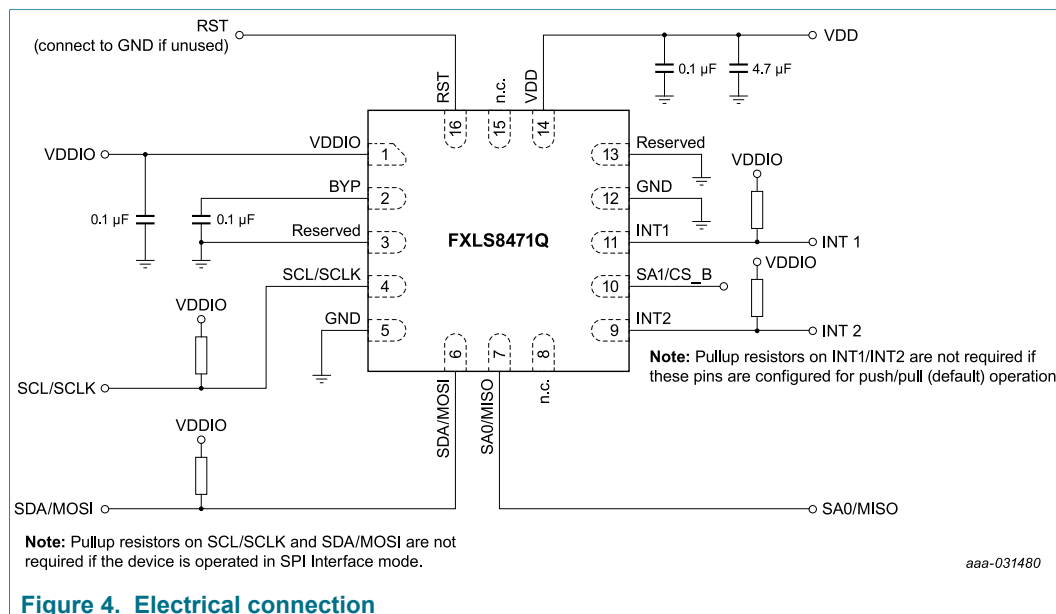 RST
(connect to GND if unused)
VDD
0.1 µF
4.7 µF
RST
n.c.
VDD
16
15
14
VDDIO
VDDIO
1
13
Reserved
VDDIO
BYP
2
12
GND
0.1 µF
0.1 µF
Reserved
3
FXLS8471Q
11
INT1
INT 1
SCL/SCLK
4
10
SA1/CS_B
VDDIO
VDDIO
GND
5
9
INT2
INT 2
6
7
8
Note: Pullup resistors on INT1/INT2 are not required if
these pins are configured for push/pull (default) operation
SCL/SCLK
SDA/MOSI
SA0/MISO
n.c.
VDDIO
SDA/MOSI
SA0/MISO
Note: Pullup resistors on SCL/SCLK and SDA/MOSI are not
required if the device is operated in SPI Interface mode.
aaa-031480
Figure 4. Electrical connection